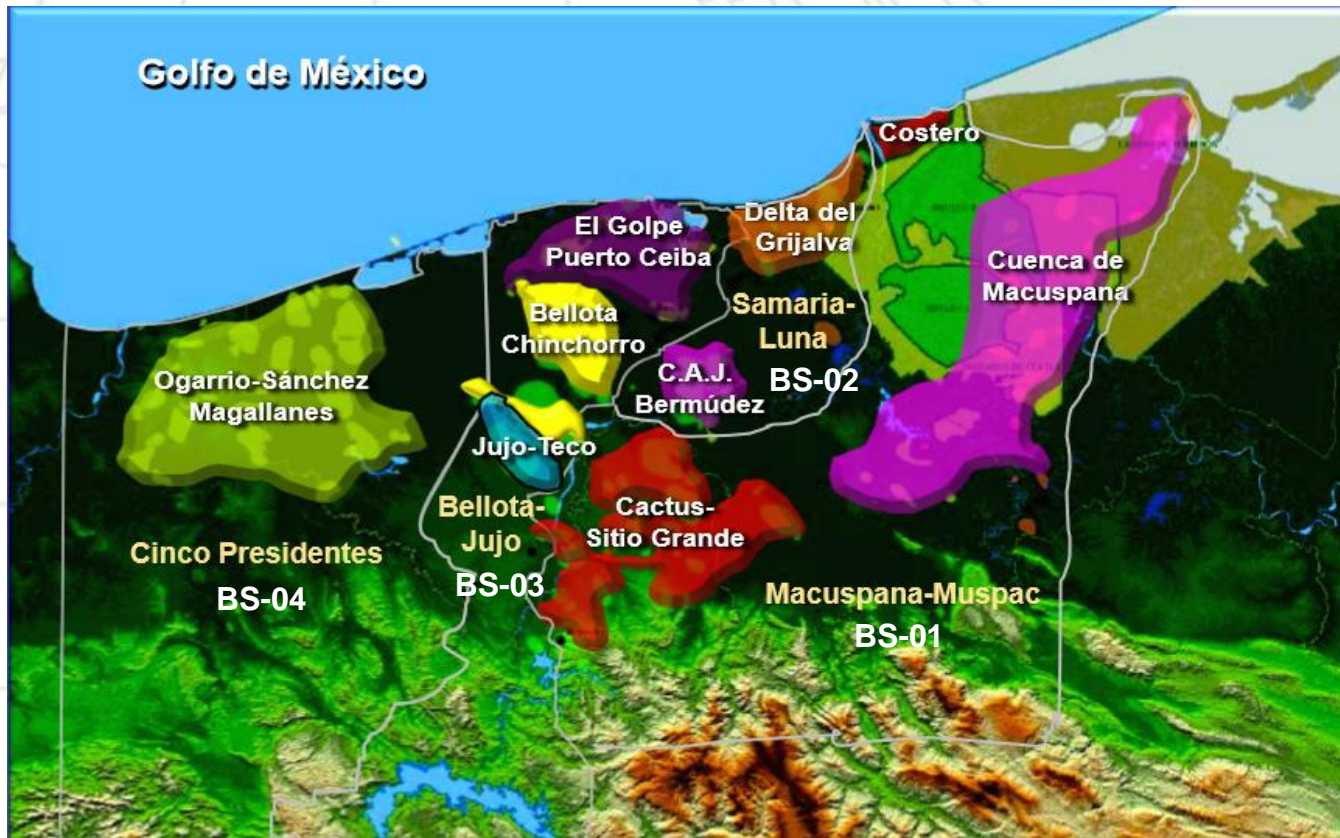 Golfo de México
Costero
El Golpe
Puerto Ceiba
Delta del
Grijalva
Cuenca de
Macuspana
Bellota
Chinchorro
Samaria-
Luna
BS-02
C.A.J.
Bermúdez
Ogarrio-Sánchez
Magallanes
Jujo-Teco
Cactus-
Sitio Grande
Bellota-
Jujo
BS-03
Cinco Presidentes
BS-04
Macuspana-Muspac
BS-01